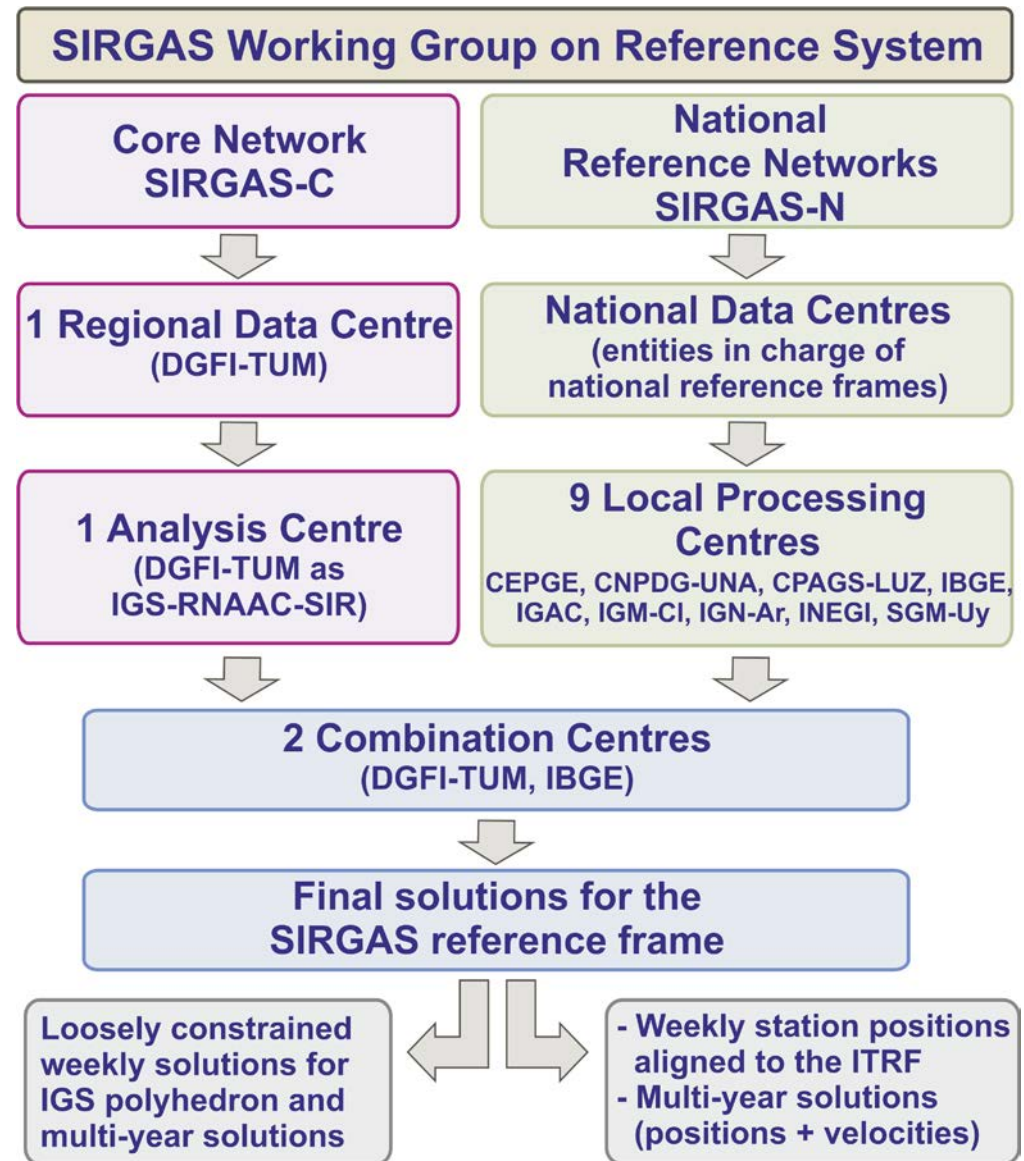 SIRGAS Working Group on Reference System
Core Network
SIRGAS-C
National
Reference Networks
SIRGAS-N
1 Regional Data Centre
(DGFI-TUM)
National Data Centres
(entities in charge of
national reference frames)
1 Analysis Centre
(DGFI-TUM as
IGS-RNAAC-SIR)
9 Local Processing
Centres
CEPGE, CNPDG-UNA, CPAGS-LUZ, IBGE,
IGAC, IGM-Cl, IGN-Ar, INEGI, SGM-Uy
2 Combination Centres
(DGFI-TUM, IBGE)
Final solutions for the
SIRGAS reference frame
Loosely constrained
weekly solutions for
IGS polyhedron and
multi-year solutions
- Weekly station positions
aligned to the ITRF
- Multi-year solutions
(positions + velocities)